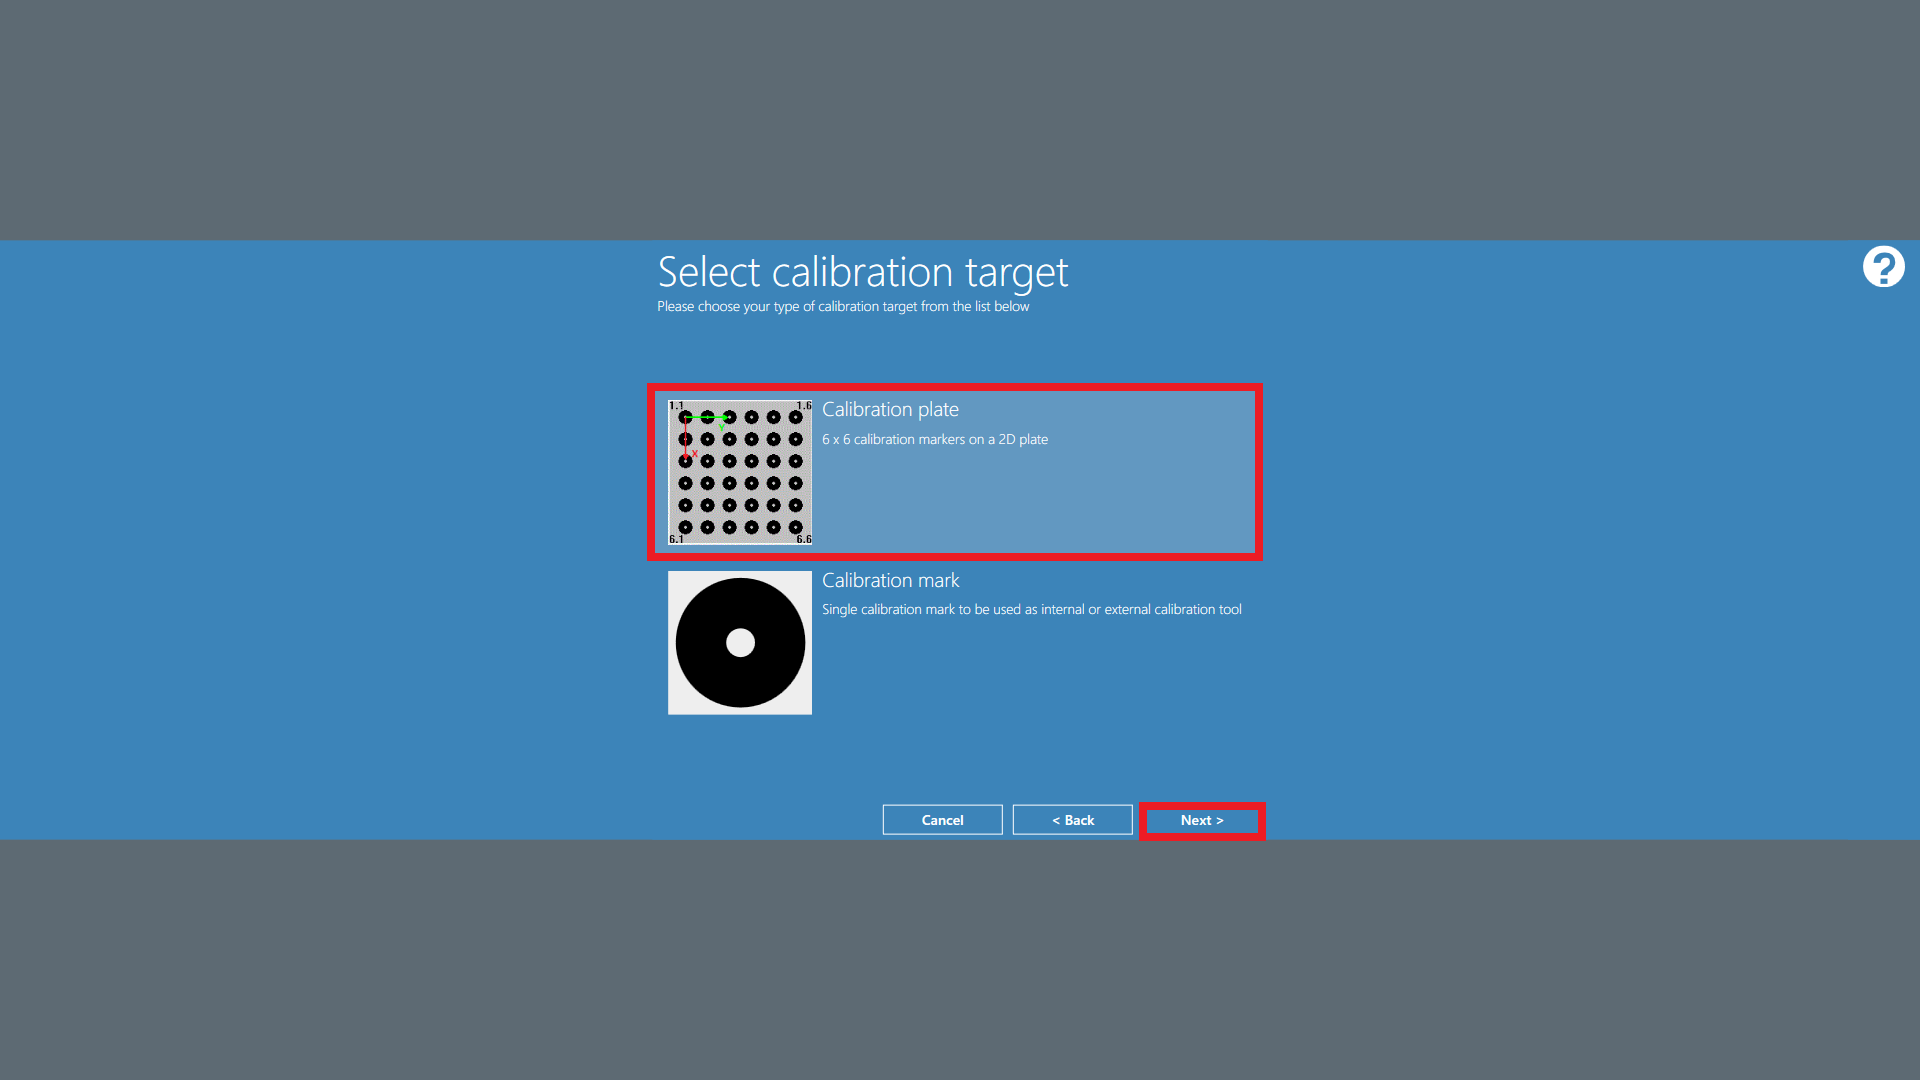 Select calibration target
Please choose your type of calibration target from the list below
1.1 1.6
Y
X
6.1 6.6
Calibration plate
6 x 6 calibration markers on a 2D plate
Calibration mark
Single calibration mark to be used as internal or external calibration tool
Cancel
< Back
Next >
?